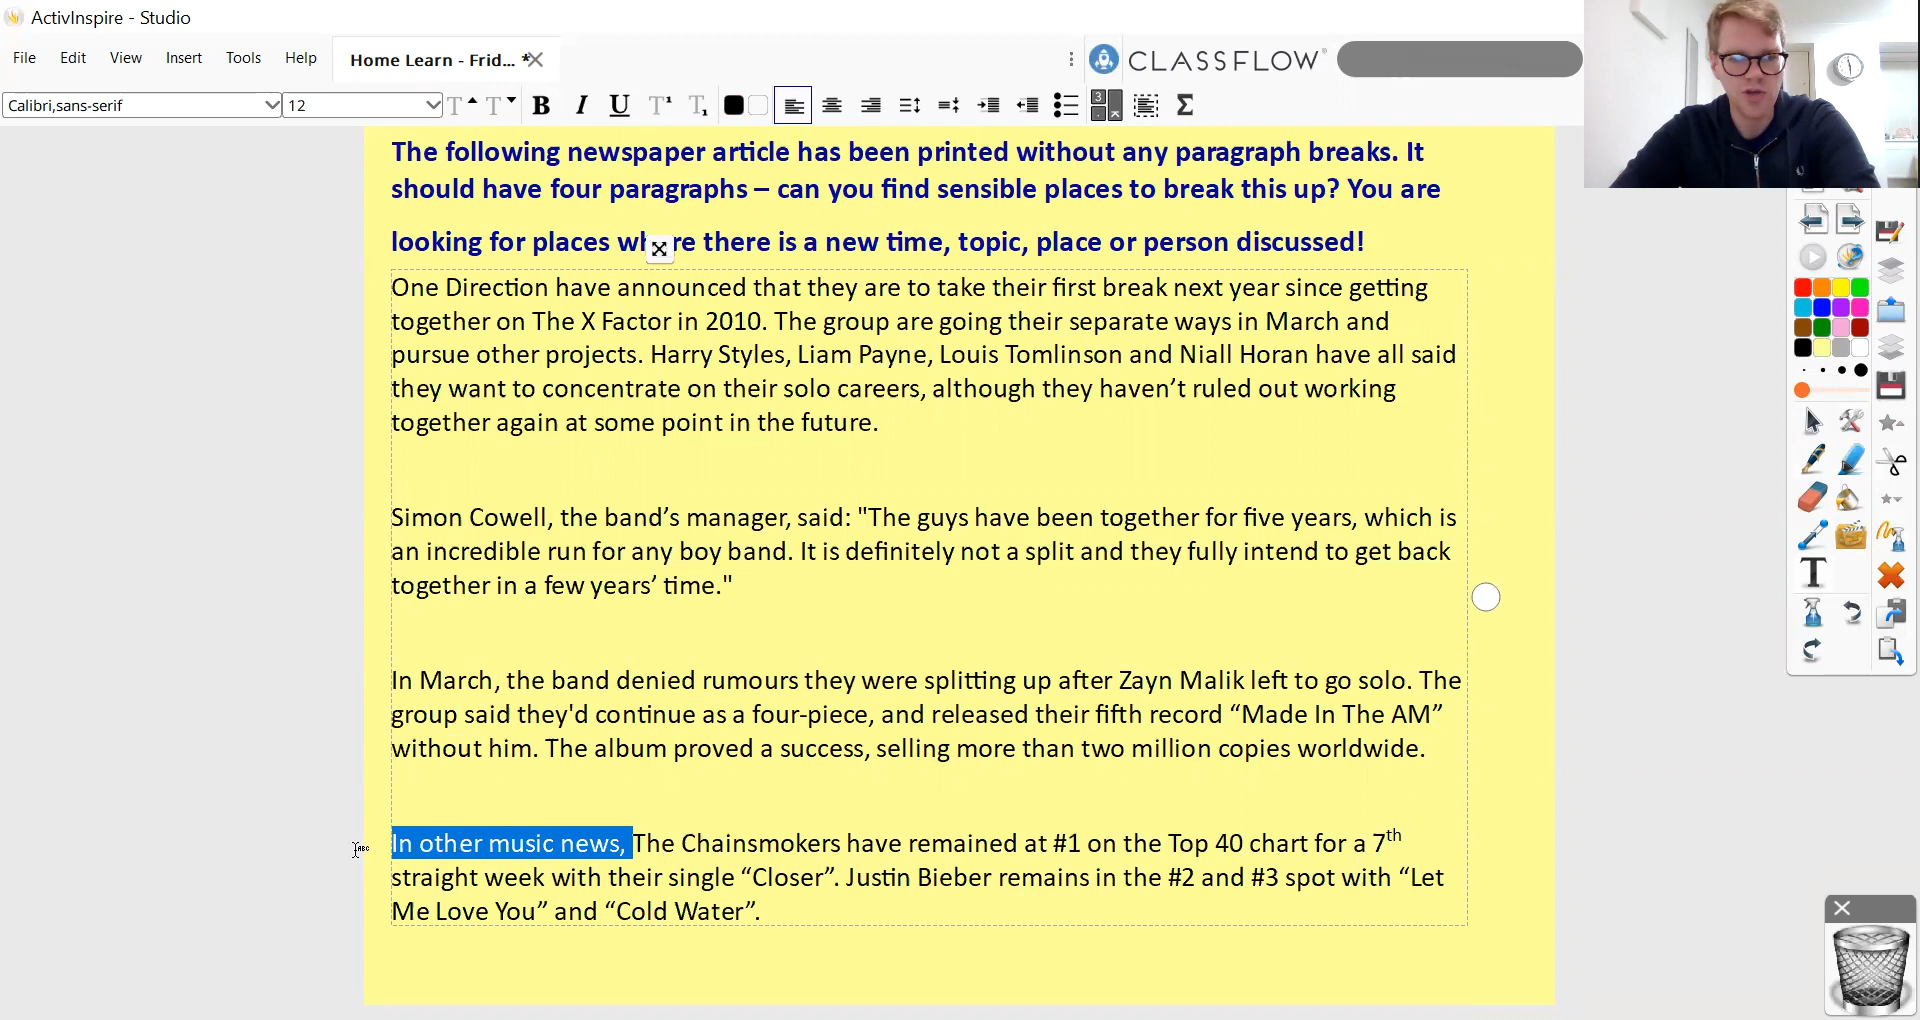 ActivInspire - Studio
File Edit View Insert Tools Help Home Learn - Frid... * CLASSFLOW
Calibri,sans-serif 12 T T B I U T¹ T, Σ
The following newspaper article has been printed without any paragraph breaks. It
should have four paragraphs – can you find sensible places to break this up? You are
looking for places where there is a new time, topic, place or person discussed!
One Direction have announced that they are to take their first break next year since getting
together on The X Factor in 2010. The group are going their separate ways in March and
pursue other projects. Harry Styles, Liam Payne, Louis Tomlinson and Niall Horan have all said
they want to concentrate on their solo careers, although they haven’t ruled out working
together again at some point in the future.
Simon Cowell, the band’s manager, said: "The guys have been together for five years, which is
an incredible run for any boy band. It is definitely not a split and they fully intend to get back
together in a few years’ time."
In March, the band denied rumours they were splitting up after Zayn Malik left to go solo. The
group said they'd continue as a four-piece, and released their fifth record “Made In The AM”
without him. The album proved a success, selling more than two million copies worldwide.
In other music news, The Chainsmokers have remained at #1 on the Top 40 chart for a 7th
straight week with their single “Closer”. Justin Bieber remains in the #2 and #3 spot with “Let
Me Love You” and “Cold Water”.